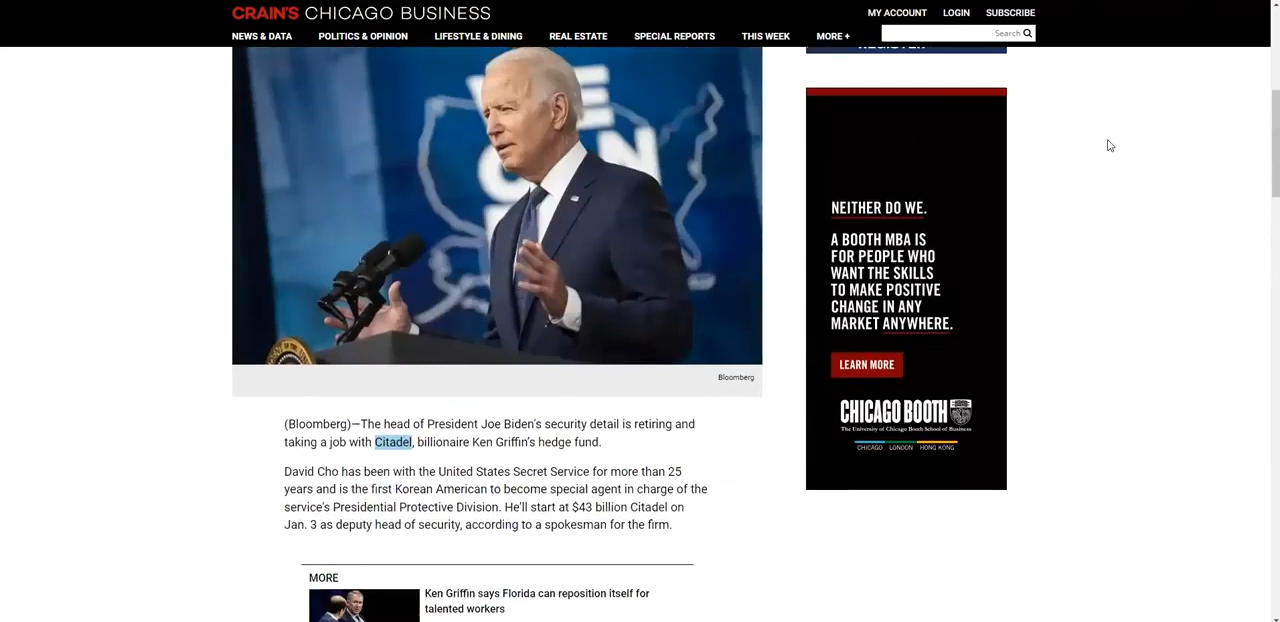 CRAIN'S CHICAGO BUSINESS
MY ACCOUNT LOGIN SUBSCRIBE
NEWS & DATA POLITICS & OPINION LIFESTYLE & DINING REAL ESTATE SPECIAL REPORTS THIS WEEK MORE +
Search
NEITHER DO WE.
A BOOTH MBA IS
FOR PEOPLE WHO
WANT THE SKILLS
TO MAKE POSITIVE
CHANGE IN ANY
MARKET ANYWHERE.
LEARN MORE
CHICAGO BOOTH
The University of Chicago Booth School of Business
CHICAGO LONDON HONG KONG
Bloomberg
(Bloomberg)—The head of President Joe Biden's security detail is retiring and
taking a job with Citadel, billionaire Ken Griffin's hedge fund.
David Cho has been with the United States Secret Service for more than 25
years and is the first Korean American to become special agent in charge of the
service's Presidential Protective Division. He'll start at $43 billion Citadel on
Jan. 3 as deputy head of security, according to a spokesman for the firm.
MORE
Ken Griffin says Florida can reposition itself for
talented workers